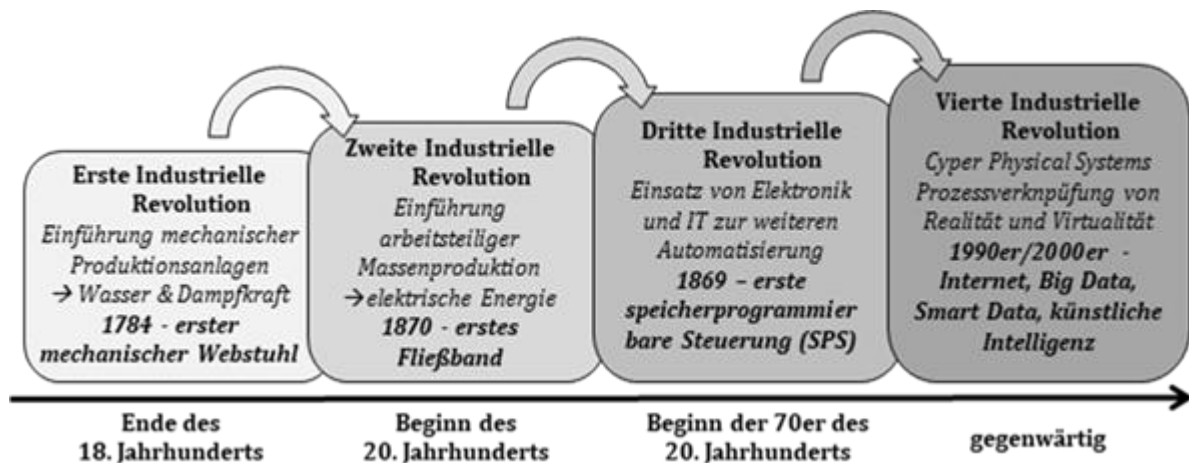 Erste Industrielle
Revolution
Einführung mechanischer
Produktionsanlagen
→ Wasser & Dampfkraft
1784 - erster
mechanischer Webstuhl
Zweite Industrielle
Revolution
Einführung
arbeitsteiliger
Massenproduktion
→elektrische Energie
1870 - erstes
Fließband
Dritte Industrielle
Revolution
Einsatz von Elektronik
und IT zur weiteren
Automatisierung
1869 – erste
speicherprogrammier
bare Steuerung (SPS)
Vierte Industrielle
Revolution
Cyper Physical Systems
Prozessverknpüfung von
Realität und Virtualität
1990er/2000er -
Internet, Big Data,
Smart Data, künstliche
Intelligenz
Ende des
18. Jahrhunderts
Beginn des
20. Jahrhunderts
Beginn der 70er des
20. Jahrhunderts
gegenwärtig